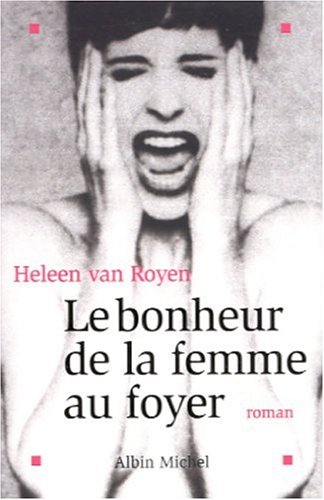 Heleen van Royen
Le bonheur
de la femme
au foyer
roman
Albin Michel